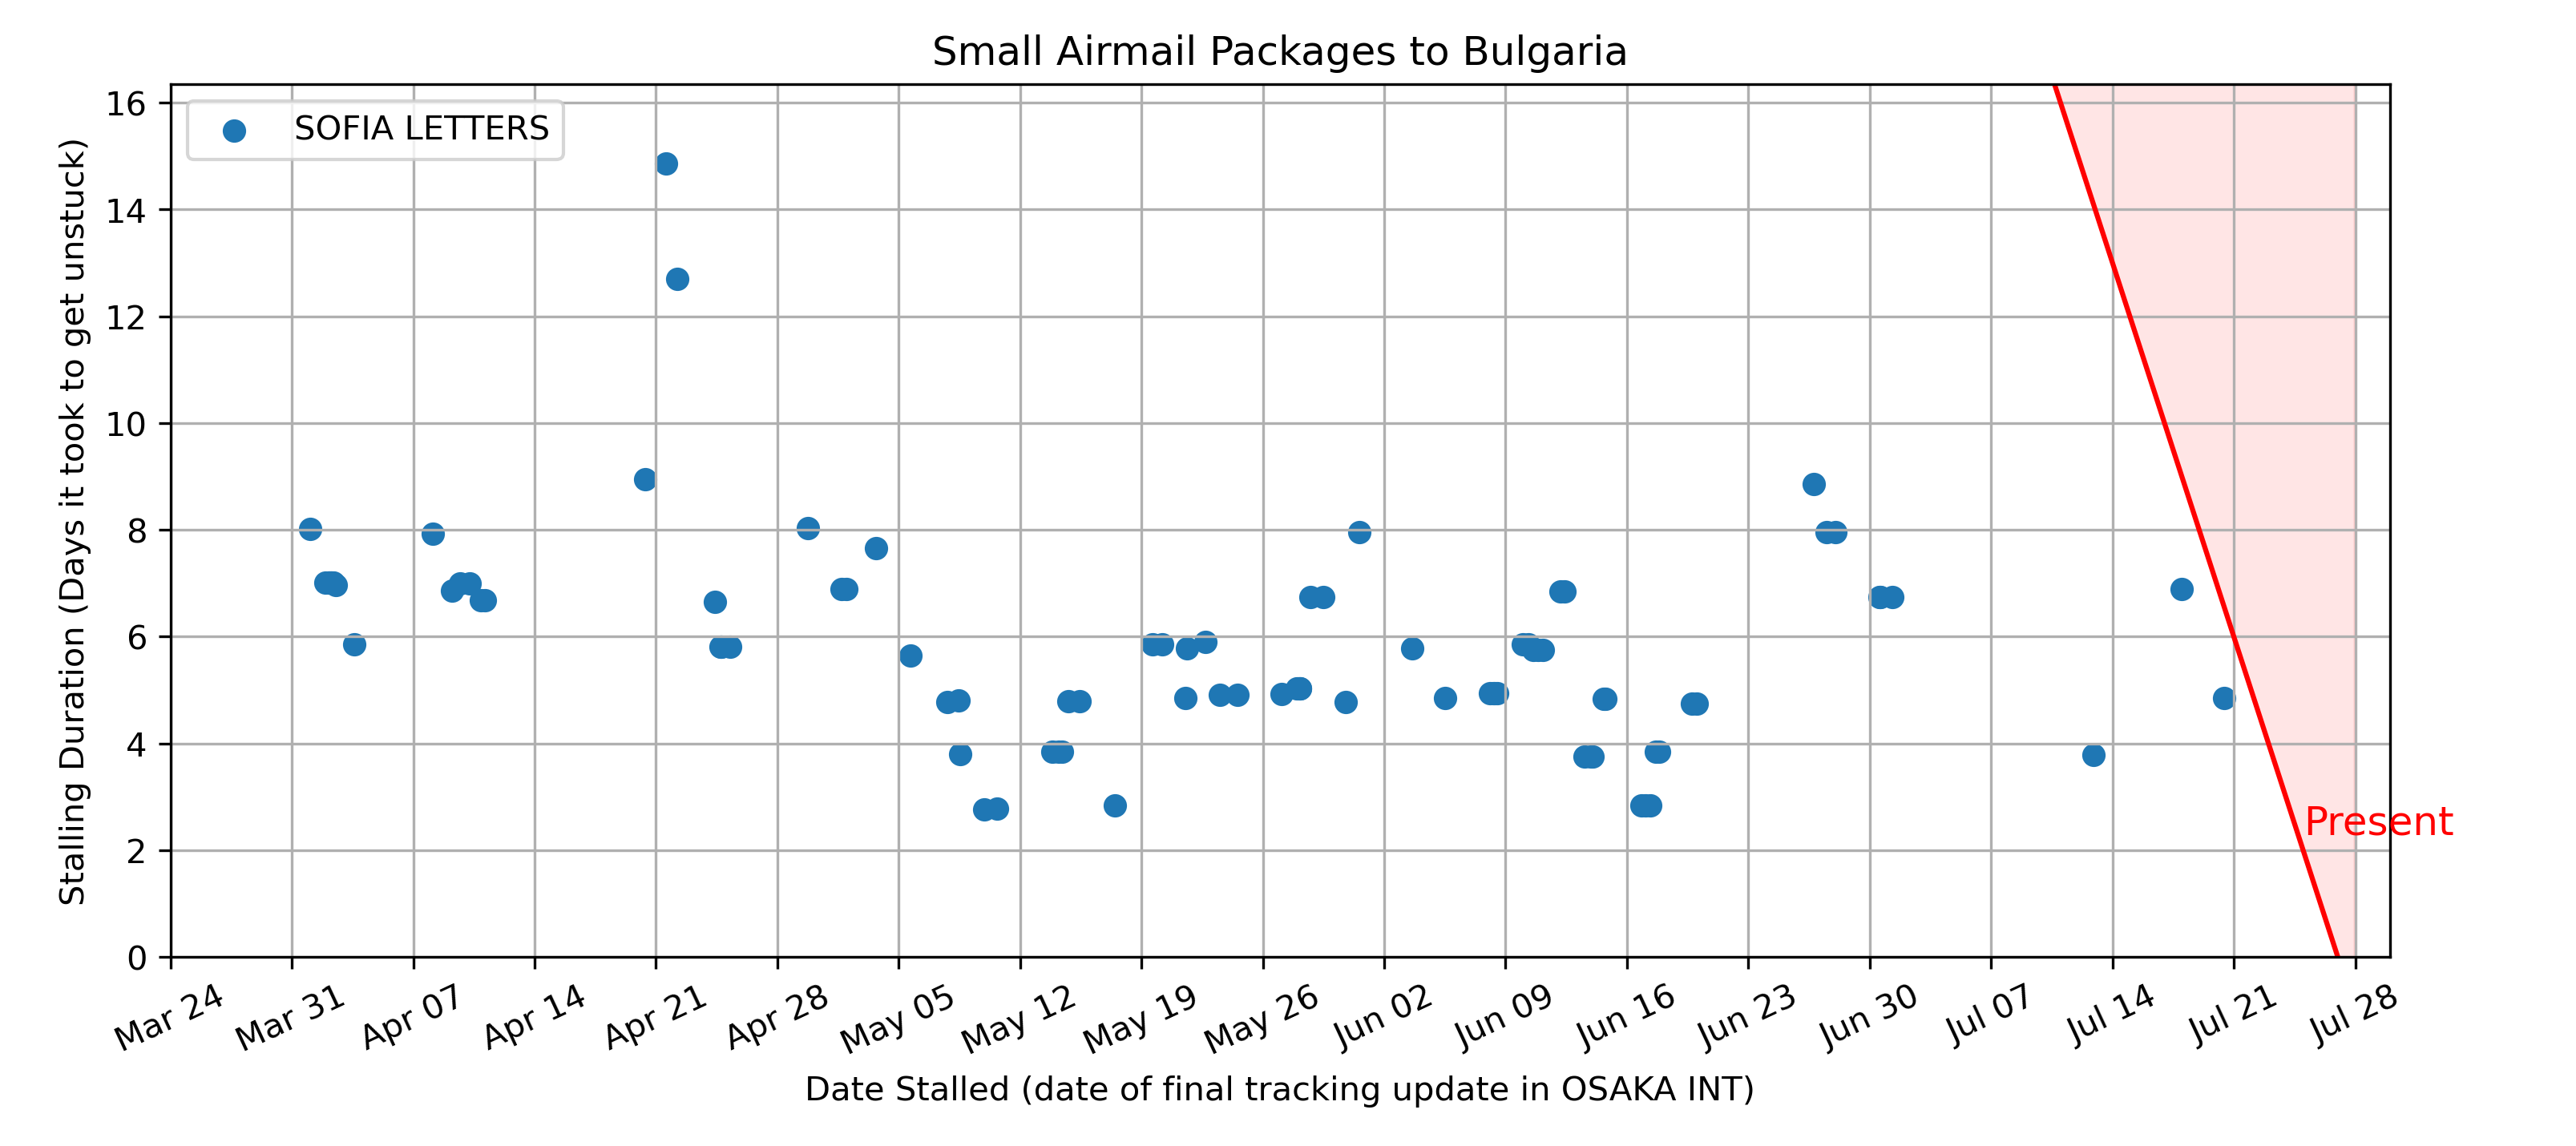 Small Airmail Packages to Bulgaria
SOFIA LETTERS
Stalling Duration (Days it took to get unstuck)
16
14
12
10
8
6
4
2
0
Present
Mar 24
Mar 31
Apr 07
Apr 14
Apr 21
Apr 28
May 05
May 12
May 19
May 26
Jun 02
Jun 09
Jun 16
Jun 23
Jun 30
Jul 07
Jul 14
Jul 21
Jul 28
Date Stalled (date of final tracking update in OSAKA INT)